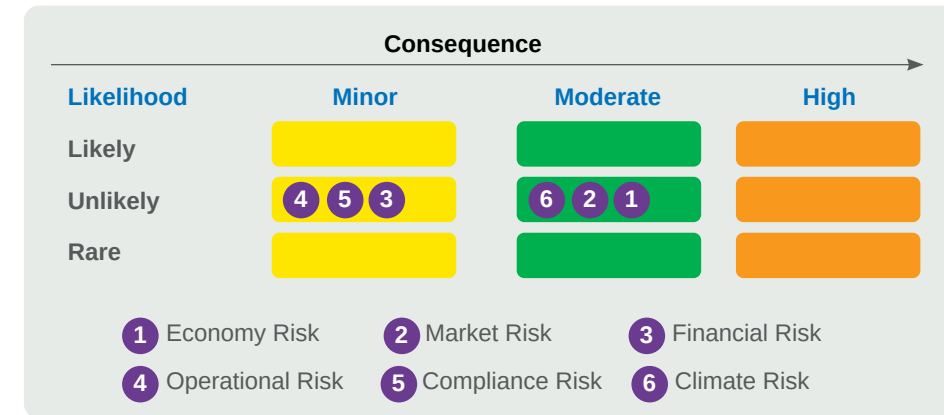 Consequence
Likelihood Minor Moderate High
Likely
Unlikely 4 5 3 6 2 1
Rare
1 Economy Risk 2 Market Risk 3 Financial Risk
4 Operational Risk 5 Compliance Risk 6 Climate Risk